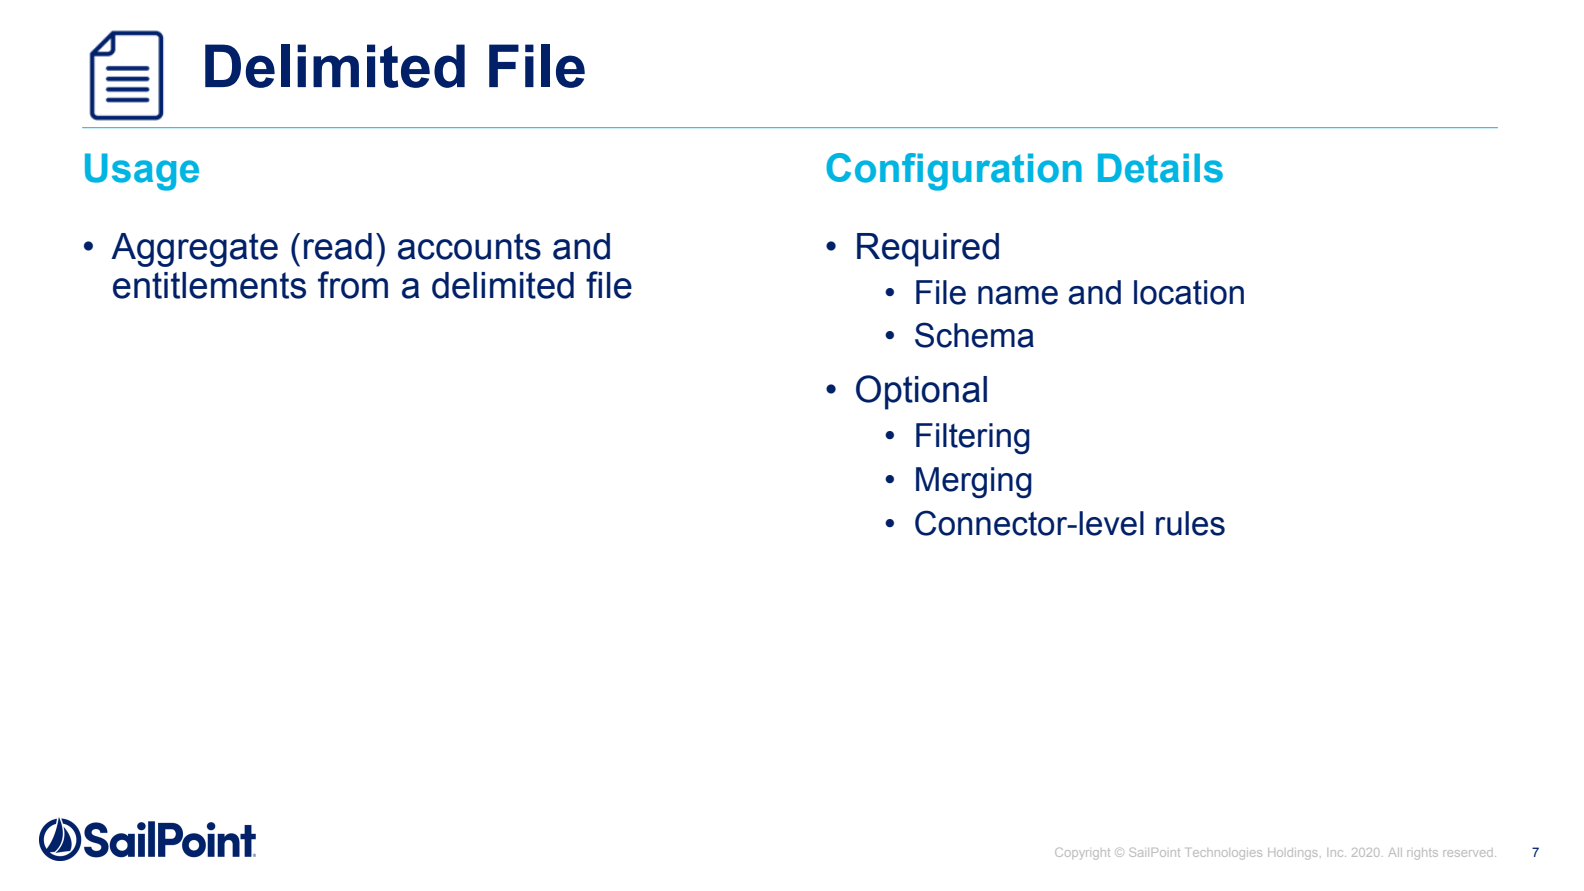 Delimited File
Usage
• Aggregate (read) accounts and
entitlements from a delimited file
Configuration Details
• Required
• File name and location
• Schema
• Optional
• Filtering
• Merging
• Connector-level rules
SailPoint
Copyright © SailPoint Technologies Holdings, Inc. 2020. All rights reserved.
7